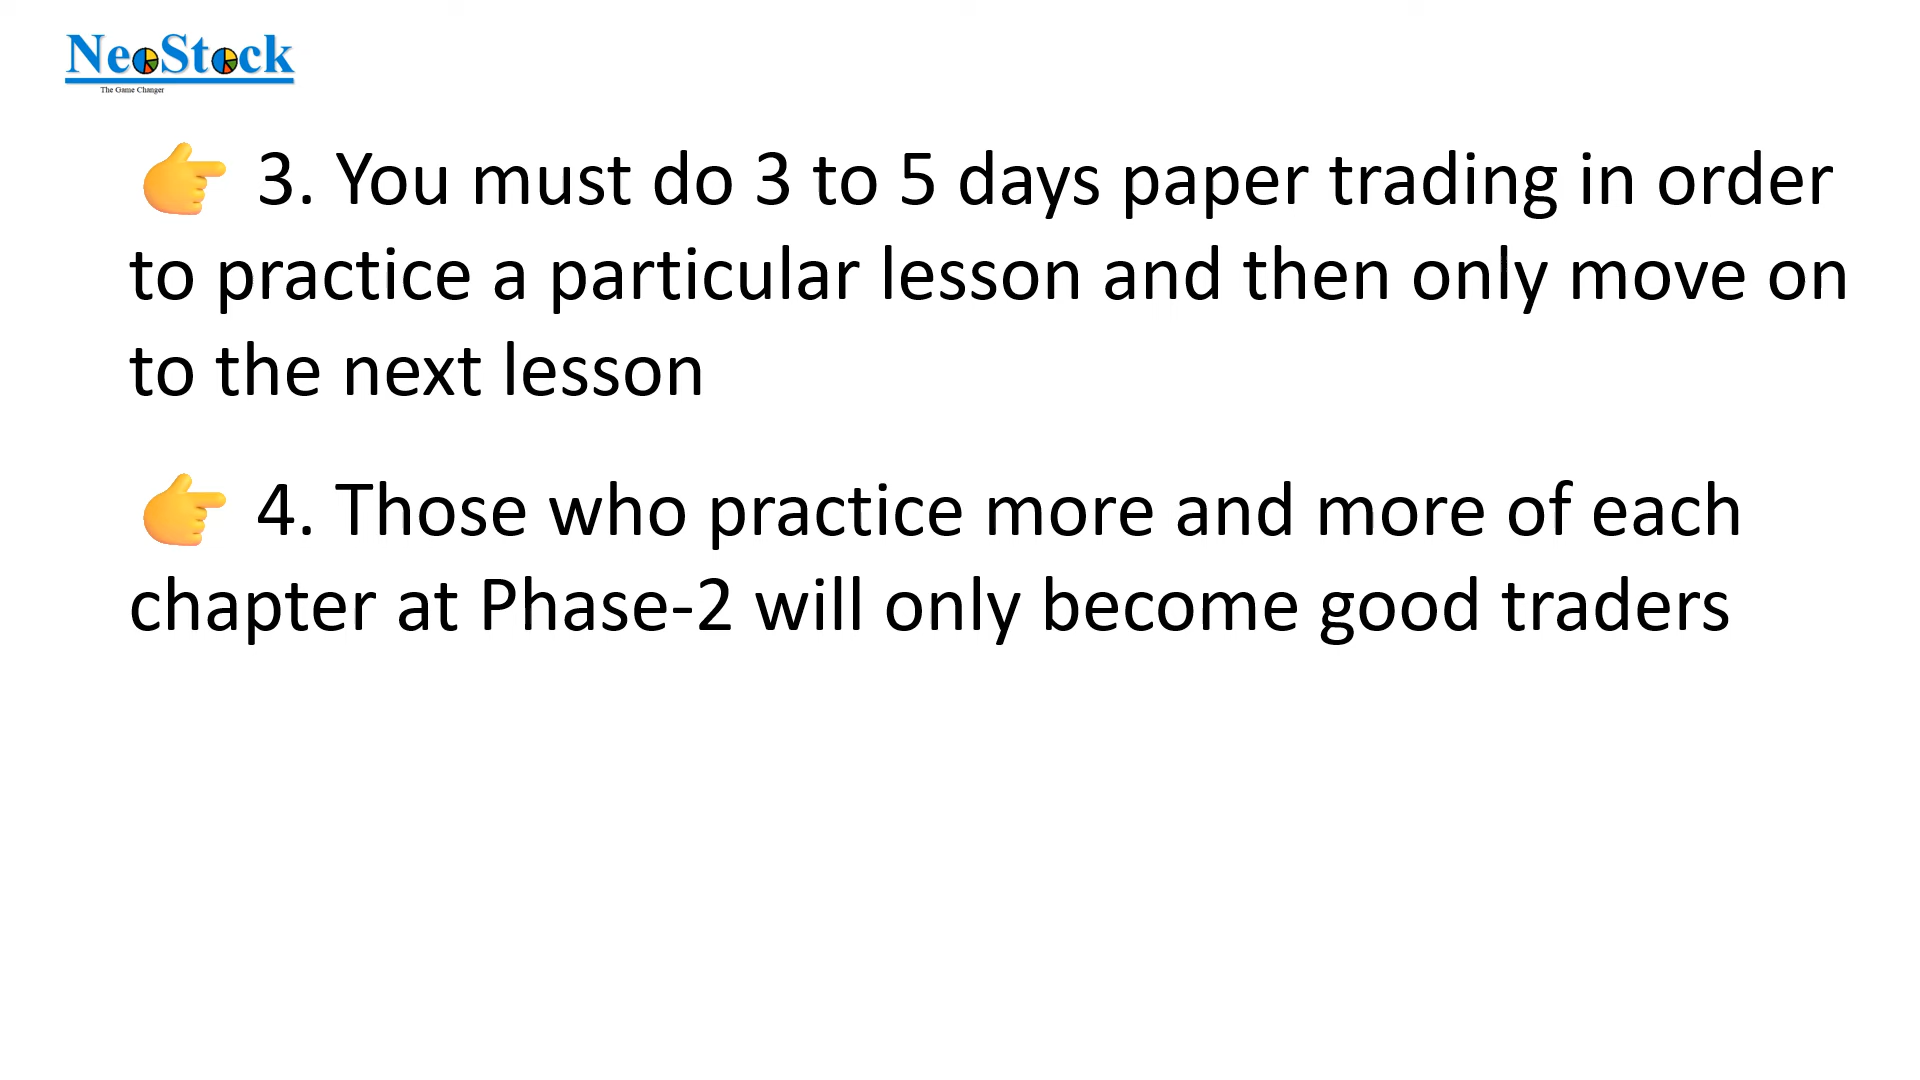 NeoStock
The Game Changer
👉 3. You must do 3 to 5 days paper trading in order
to practice a particular lesson and then only move on
to the next lesson
👉 4. Those who practice more and more of each
chapter at Phase-2 will only become good traders